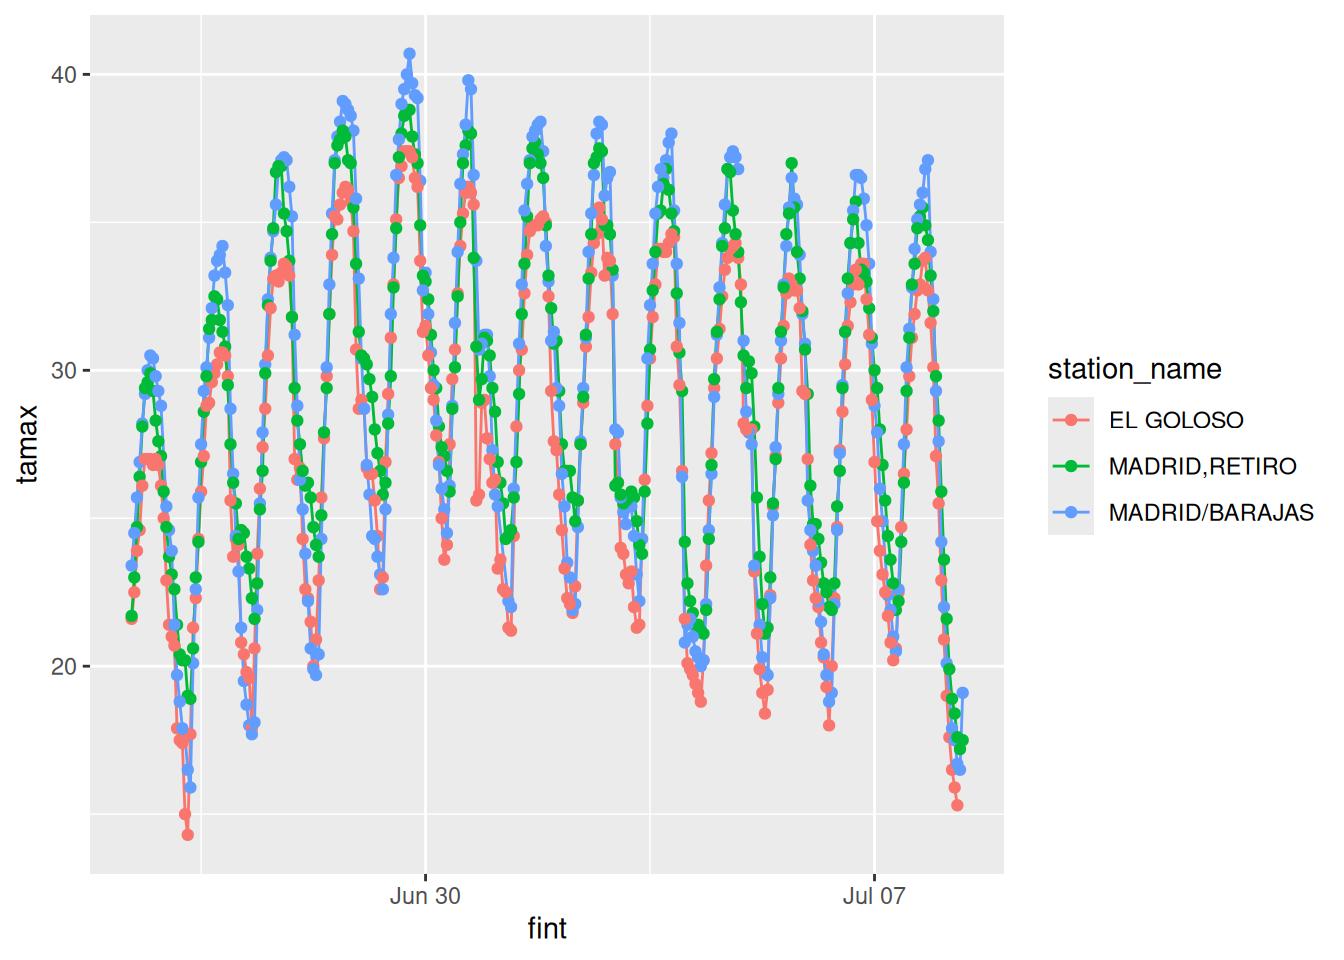 40
30
20
tamax
Jun 30
Jul 07
fint
station_name
EL GOLOSO
MADRID,RETIRO
MADRID/BARAJAS